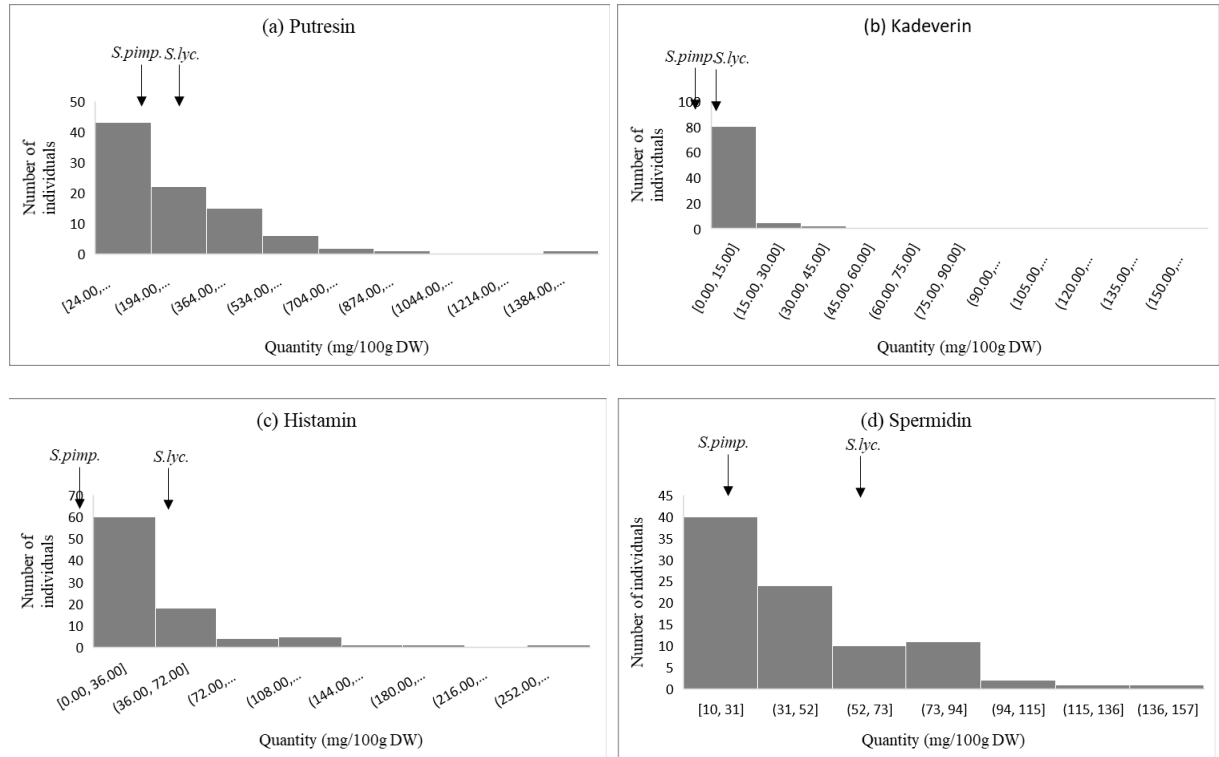 (a) Putresin
S.pimp. S.lyc.
50
40
30
20
10
0
Number of
individuals
[24.00,...
(194.00,...
(364.00,...
(534.00,...
(704.00,...
(874.00,...
(1044.00,...
(1214.00,...
(1384.00,...
Quantity (mg/100g DW)
(b) Kadeverin
S.pimp. S.lyc.
100
80
60
40
20
0
Number of
individuals
[0.00, 15.00]
(15.00, 30.00]
(30.00, 45.00]
(45.00, 60.00]
(60.00, 75.00]
(75.00, 90.00]
(90.00,...
(105.00,...
(120.00,...
(135.00,...
(150.00,...
Quantity (mg/100g DW)
(c) Histamin
S.pimp. S.lyc.
70
60
50
40
30
20
10
0
Number of
individuals
[0.00, 36.00]
(36.00, 72.00]
(72.00,...
(108.00,...
(144.00,...
(180.00,...
(216.00,...
(252.00,...
Quantity (mg/100g DW)
(d) Spermidin
S.pimp. S.lyc.
45
40
35
30
25
20
15
10
5
0
Number of individuals
[10, 31] (31, 52] (52, 73] (73, 94] (94, 115] (115, 136] (136, 157]
Quantity (mg/100g DW)